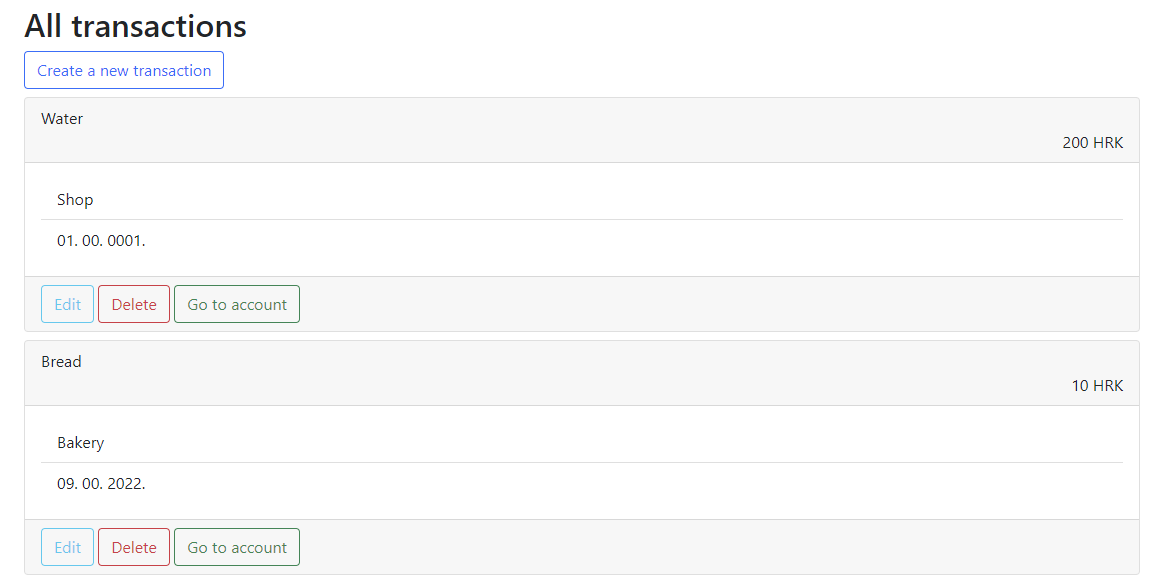 All transactions
Create a new transaction
Water
200 HRK
Shop
01. 00. 0001.
Edit Delete Go to account
Bread
10 HRK
Bakery
09. 00. 2022.
Edit Delete Go to account